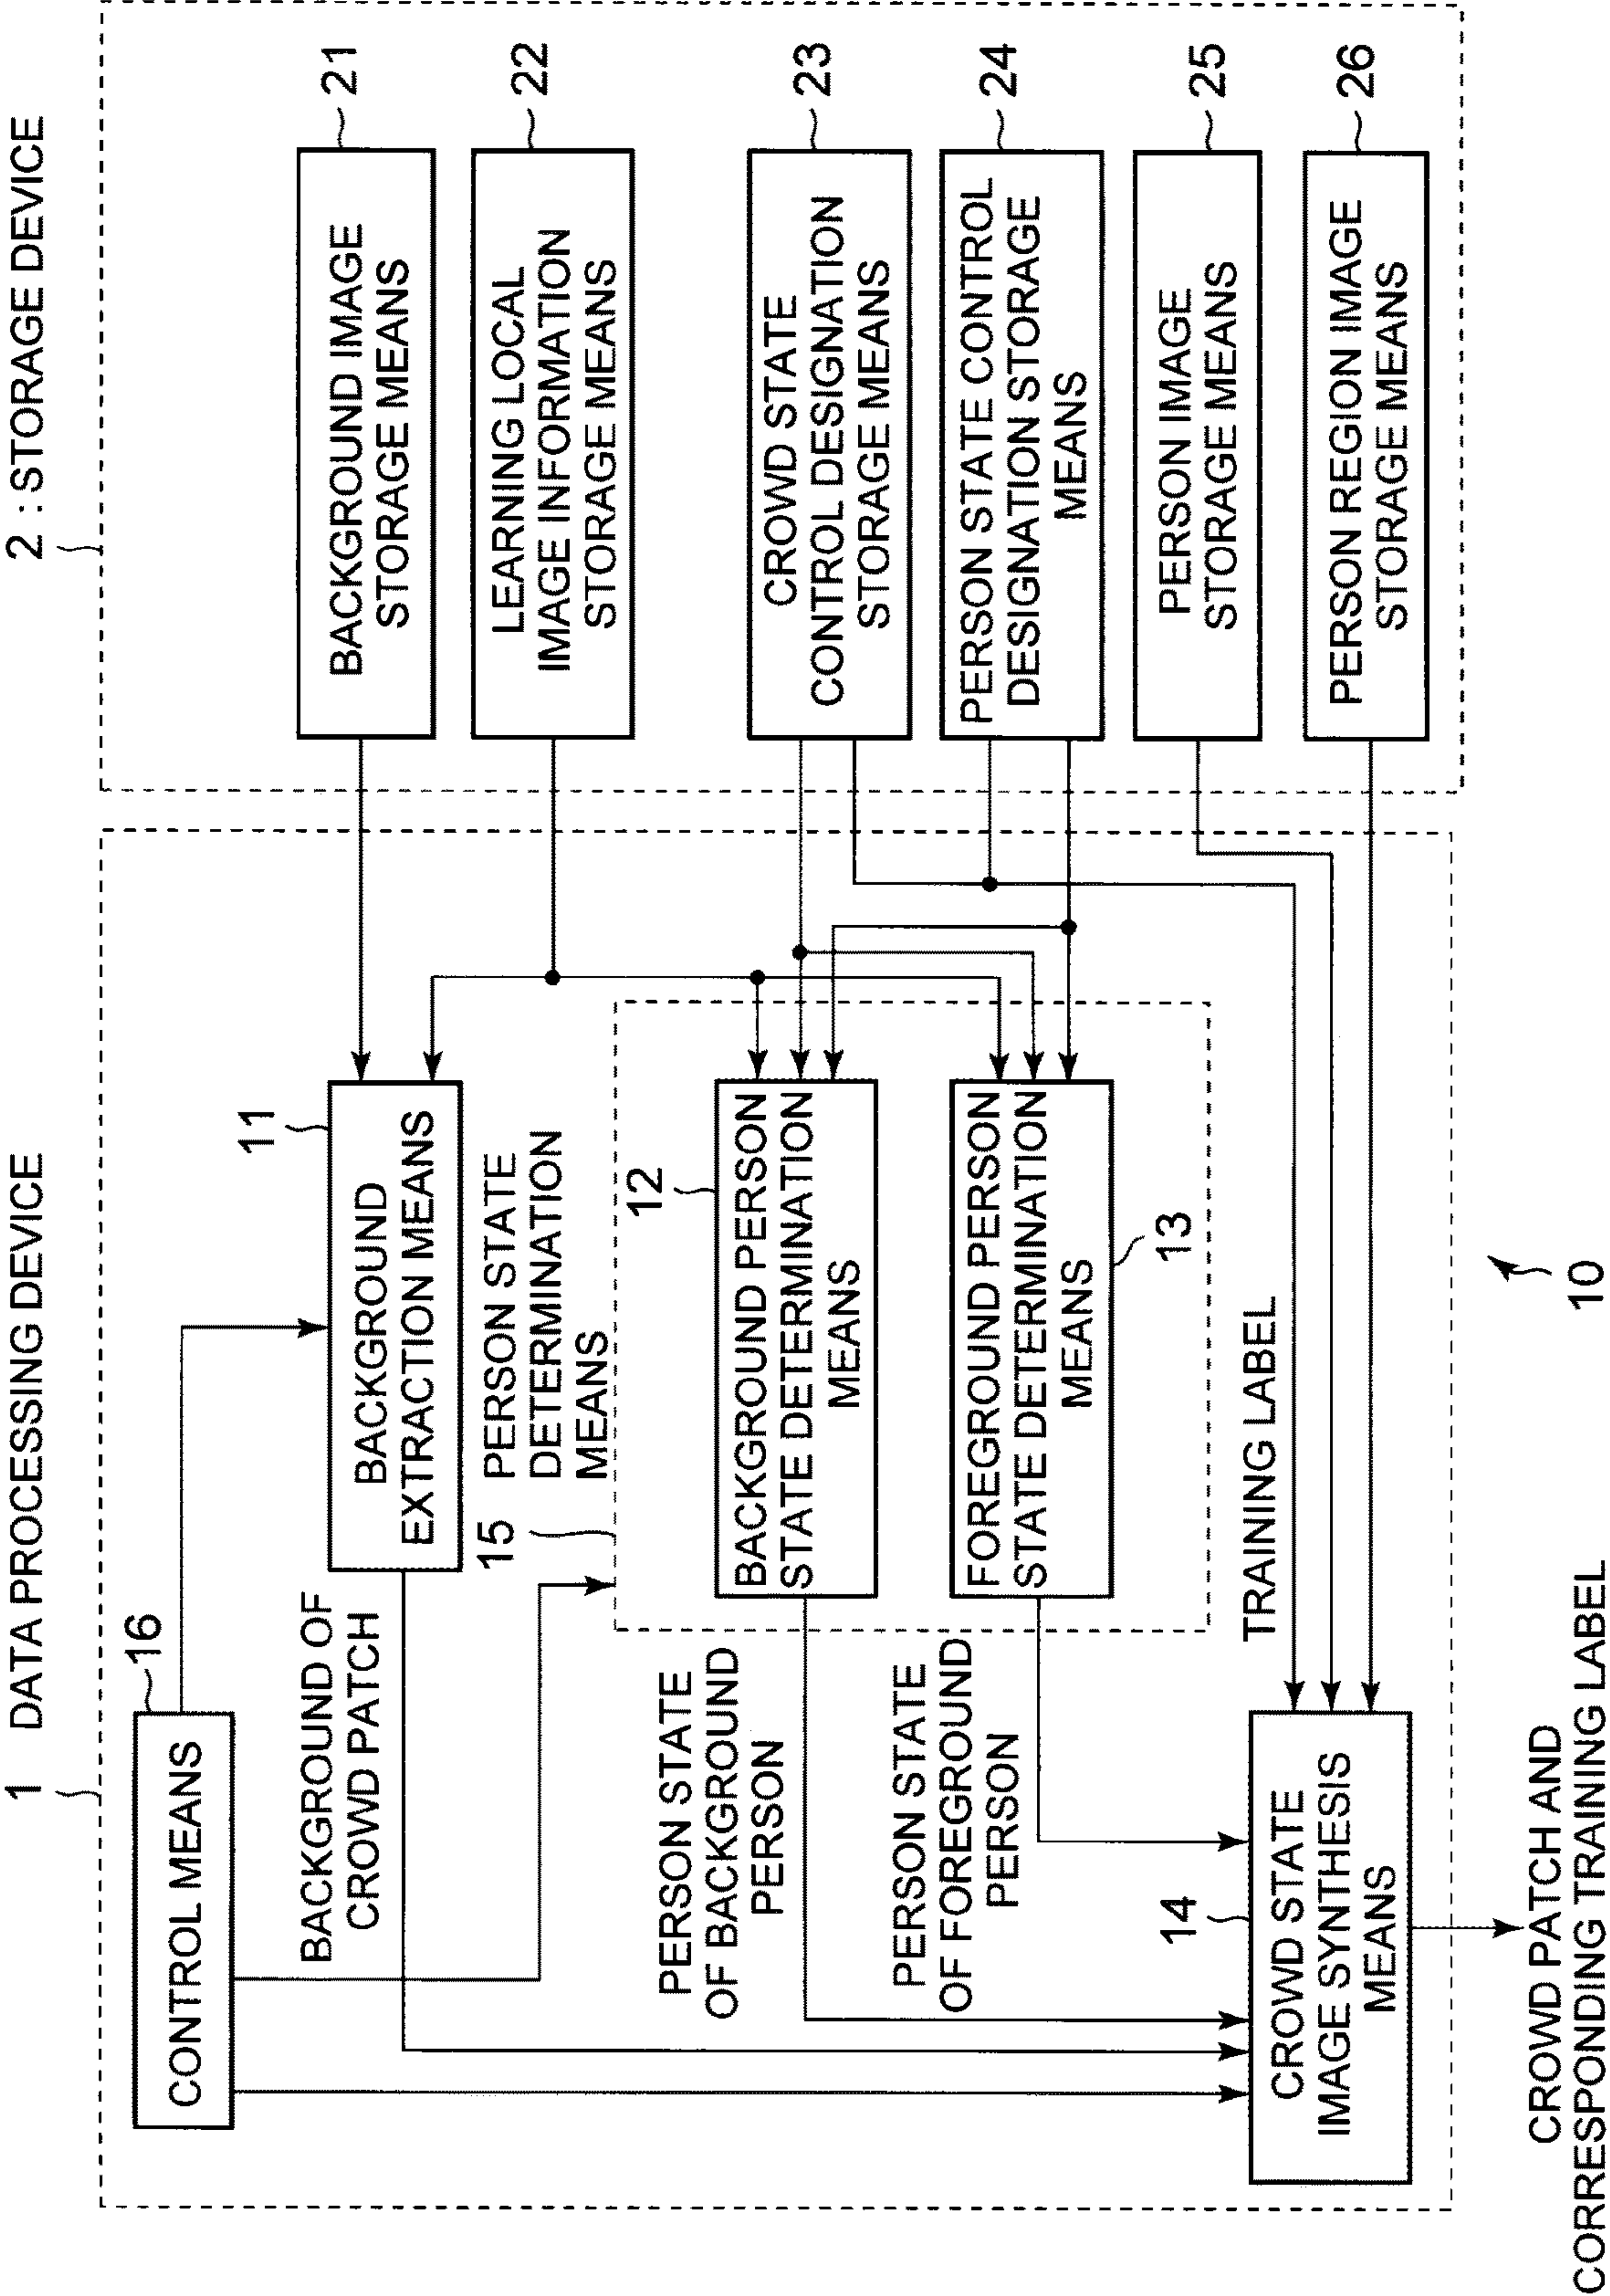 1 DATA PROCESSING DEVICE
2 : STORAGE DEVICE
16
CONTROL MEANS
BACKGROUND OF
CROWD PATCH
11
BACKGROUND
EXTRACTION MEANS
21
BACKGROUND IMAGE
STORAGE MEANS
22
LEARNING LOCAL
IMAGE INFORMATION
STORAGE MEANS
15 PERSON STATE
DETERMINATION
MEANS
12
BACKGROUND PERSON
STATE DETERMINATION
MEANS
PERSON STATE
OF BACKGROUND
PERSON
23
CROWD STATE
CONTROL DESIGNATION
STORAGE MEANS
24
PERSON STATE CONTROL
DESIGNATION STORAGE
MEANS
13
FOREGROUND PERSON
STATE DETERMINATION
MEANS
PERSON STATE
OF FOREGROUND
PERSON
25
PERSON IMAGE
STORAGE MEANS
26
PERSON REGION IMAGE
STORAGE MEANS
TRAINING LABEL
14
CROWD STATE
IMAGE SYNTHESIS
MEANS
10
CROWD PATCH AND
CORRESPONDING TRAINING LABEL